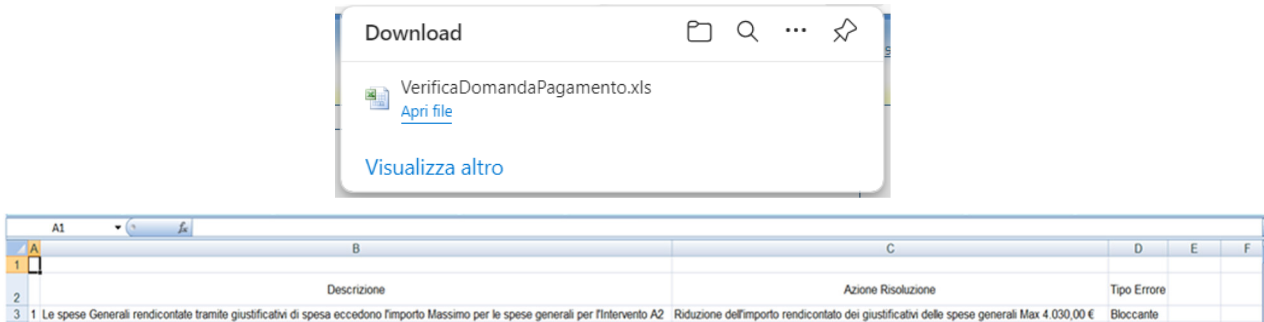 Download
VerificaDomandaPagamento.xls
Apri file
Visualizza altro
A1 fx
A B C D E F
1
2 Descrizione Azione Risoluzione Tipo Errore
3 1 Le spese Generali rendicontate tramite giustificativi di spesa eccedono l'importo Massimo per le spese generali per l'Intervento A2 Riduzione dell'importo rendicontato dei giustificativi delle spese generali Max 4.030,00 € Bloccante